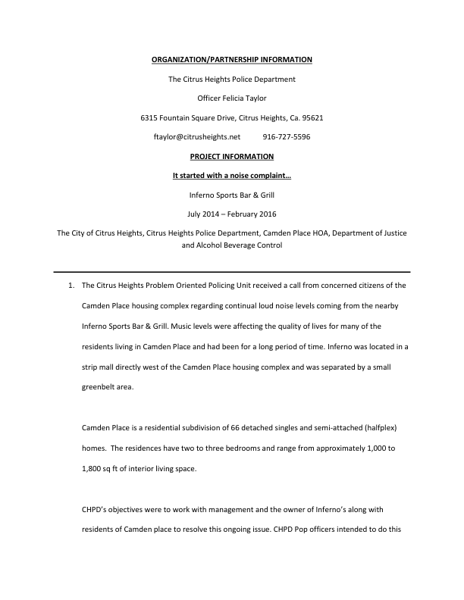 ORGANIZATION/PARTNERSHIP INFORMATION
The Citrus Heights Police Department
Officer Felicia Taylor
6315 Fountain Square Drive, Citrus Heights, Ca. 95621
ftaylor@citrusheights.net 916-727-5596
PROJECT INFORMATION
It started with a noise complaint…
Inferno Sports Bar & Grill
July 2014 – February 2016
The City of Citrus Heights, Citrus Heights Police Department, Camden Place HOA, Department of Justice
and Alcohol Beverage Control
1. The Citrus Heights Problem Oriented Policing Unit received a call from concerned citizens of the
Camden Place housing complex regarding continual loud noise levels coming from the nearby
Inferno Sports Bar & Grill. Music levels were affecting the quality of lives for many of the
residents living in Camden Place and had been for a long period of time. Inferno was located in a
strip mall directly west of the Camden Place housing complex and was separated by a small
greenbelt area.
Camden Place is a residential subdivision of 66 detached singles and semi-attached (halfplex)
homes. The residences have two to three bedrooms and range from approximately 1,000 to
1,800 sq ft of interior living space.
CHPD's objectives were to work with management and the owner of Inferno's along with
residents of Camden place to resolve this ongoing issue. CHPD Pop officers intended to do this